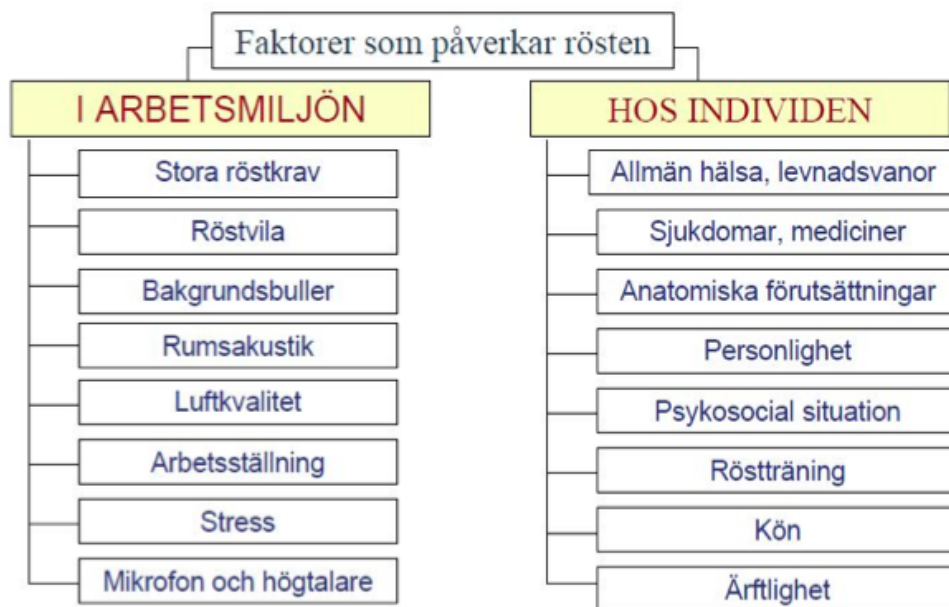 Faktorer som påverkar rösten
I ARBETSMILJÖN
Stora röstkrav
Röstvila
Bakgrundsbuller
Rumsakustik
Luftkvalitet
Arbetsställning
Stress
Mikrofon och högtalare
HOS INDIVIDEN
Allmän hälsa, levnadsvanor
Sjukdomar, mediciner
Anatomiska förutsättningar
Personlighet
Psykosocial situation
Röstträning
Kön
Ärftlighet